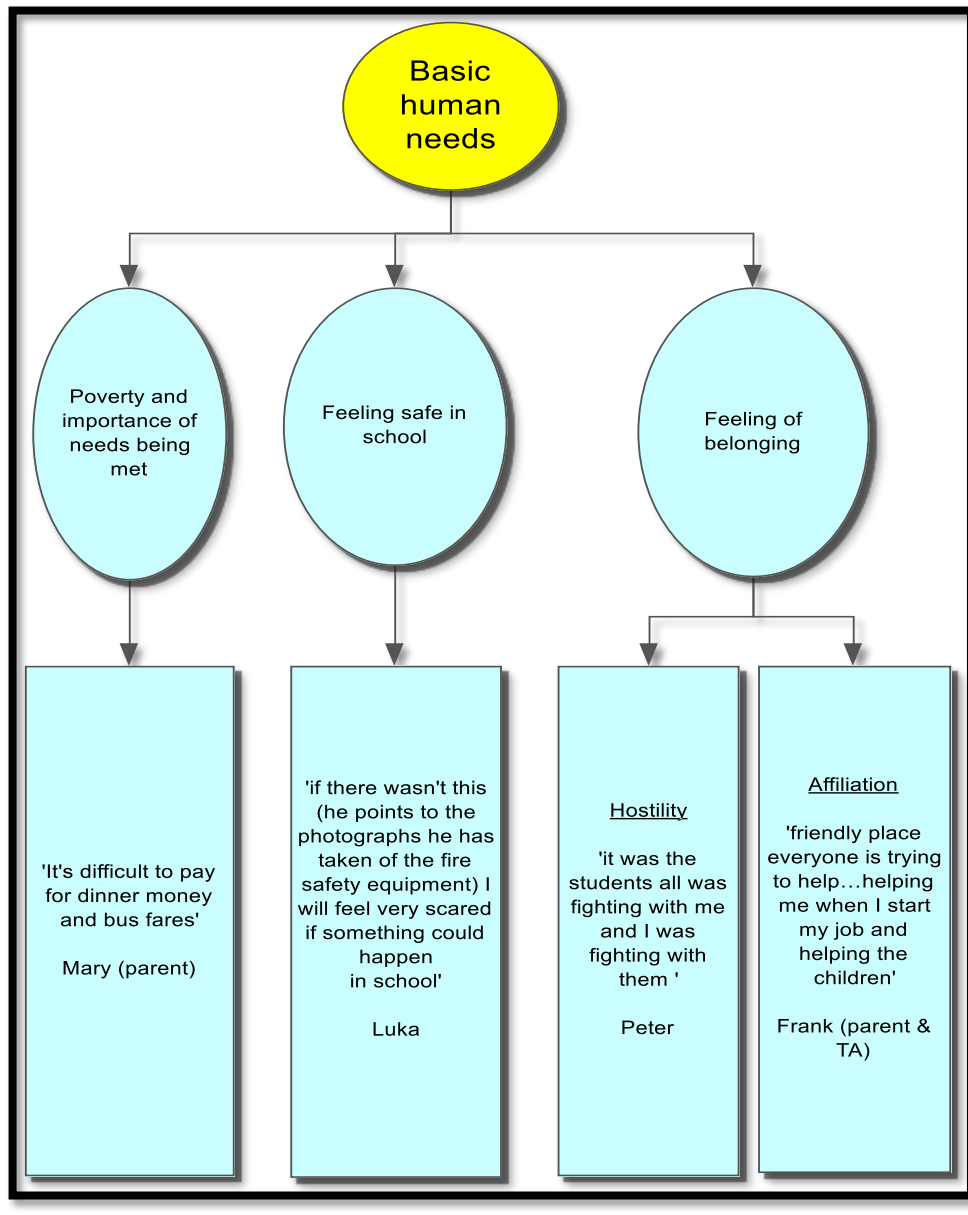 Basic
human
needs
Poverty and
importance of
needs being
met
Feeling safe in
school
Feeling of
belonging
'It's difficult to pay
for dinner money
and bus fares'
Mary (parent)
'if there wasn't this
(he points to the
photographs he has
taken of the fire
safety equipment) I
will feel very scared
if something could
happen
in school'
Luka
Hostility
'it was the
students all was
fighting with me
and I was
fighting with
them '
Peter
Affiliation
'friendly place
everyone is trying
to help…helping
me when I start
my job and
helping the
children'
Frank (parent &
TA)